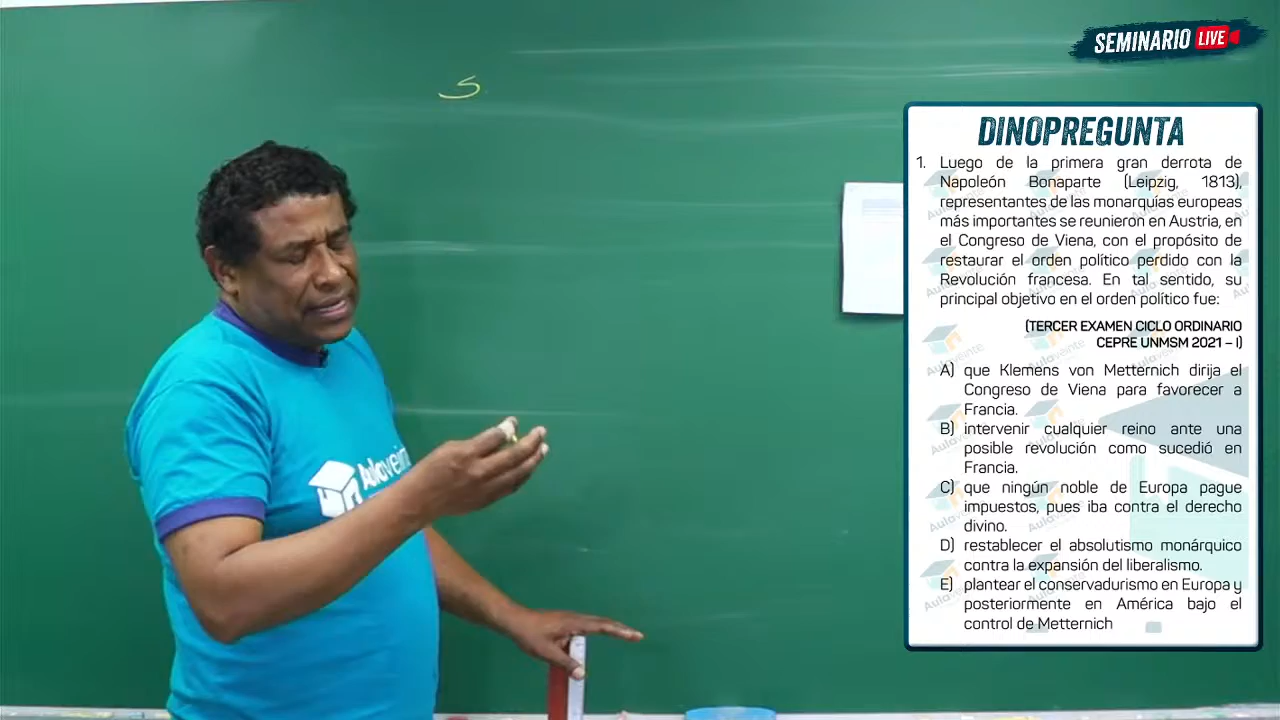 SEMINARIO LIVE
S
DINOPREGUNTA
1. Luego de la primera gran derrota de
Napoleón Bonaparte (Leipzig, 1813),
representantes de las monarquías europeas
más importantes se reunieron en Austria, en
el Congreso de Viena, con el propósito de
restaurar el orden político perdido con la
Revolución francesa. En tal sentido, su
principal objetivo en el orden político fue:
(TERCER EXAMEN CICLO ORDINARIO
CEPRE UNMSM 2021 – I)
A) que Klemens von Metternich dirija el
Congreso de Viena para favorecer a
Francia.
B) intervenir cualquier reino ante una
posible revolución como sucedió en
Francia.
C) que ningún noble de Europa pague
impuestos, pues iba contra el derecho
divino.
D) restablecer el absolutismo monárquico
contra la expansión del liberalismo.
E) plantear el conservadurismo en Europa y
posteriormente en América bajo el
control de Metternich
Aulaveinte